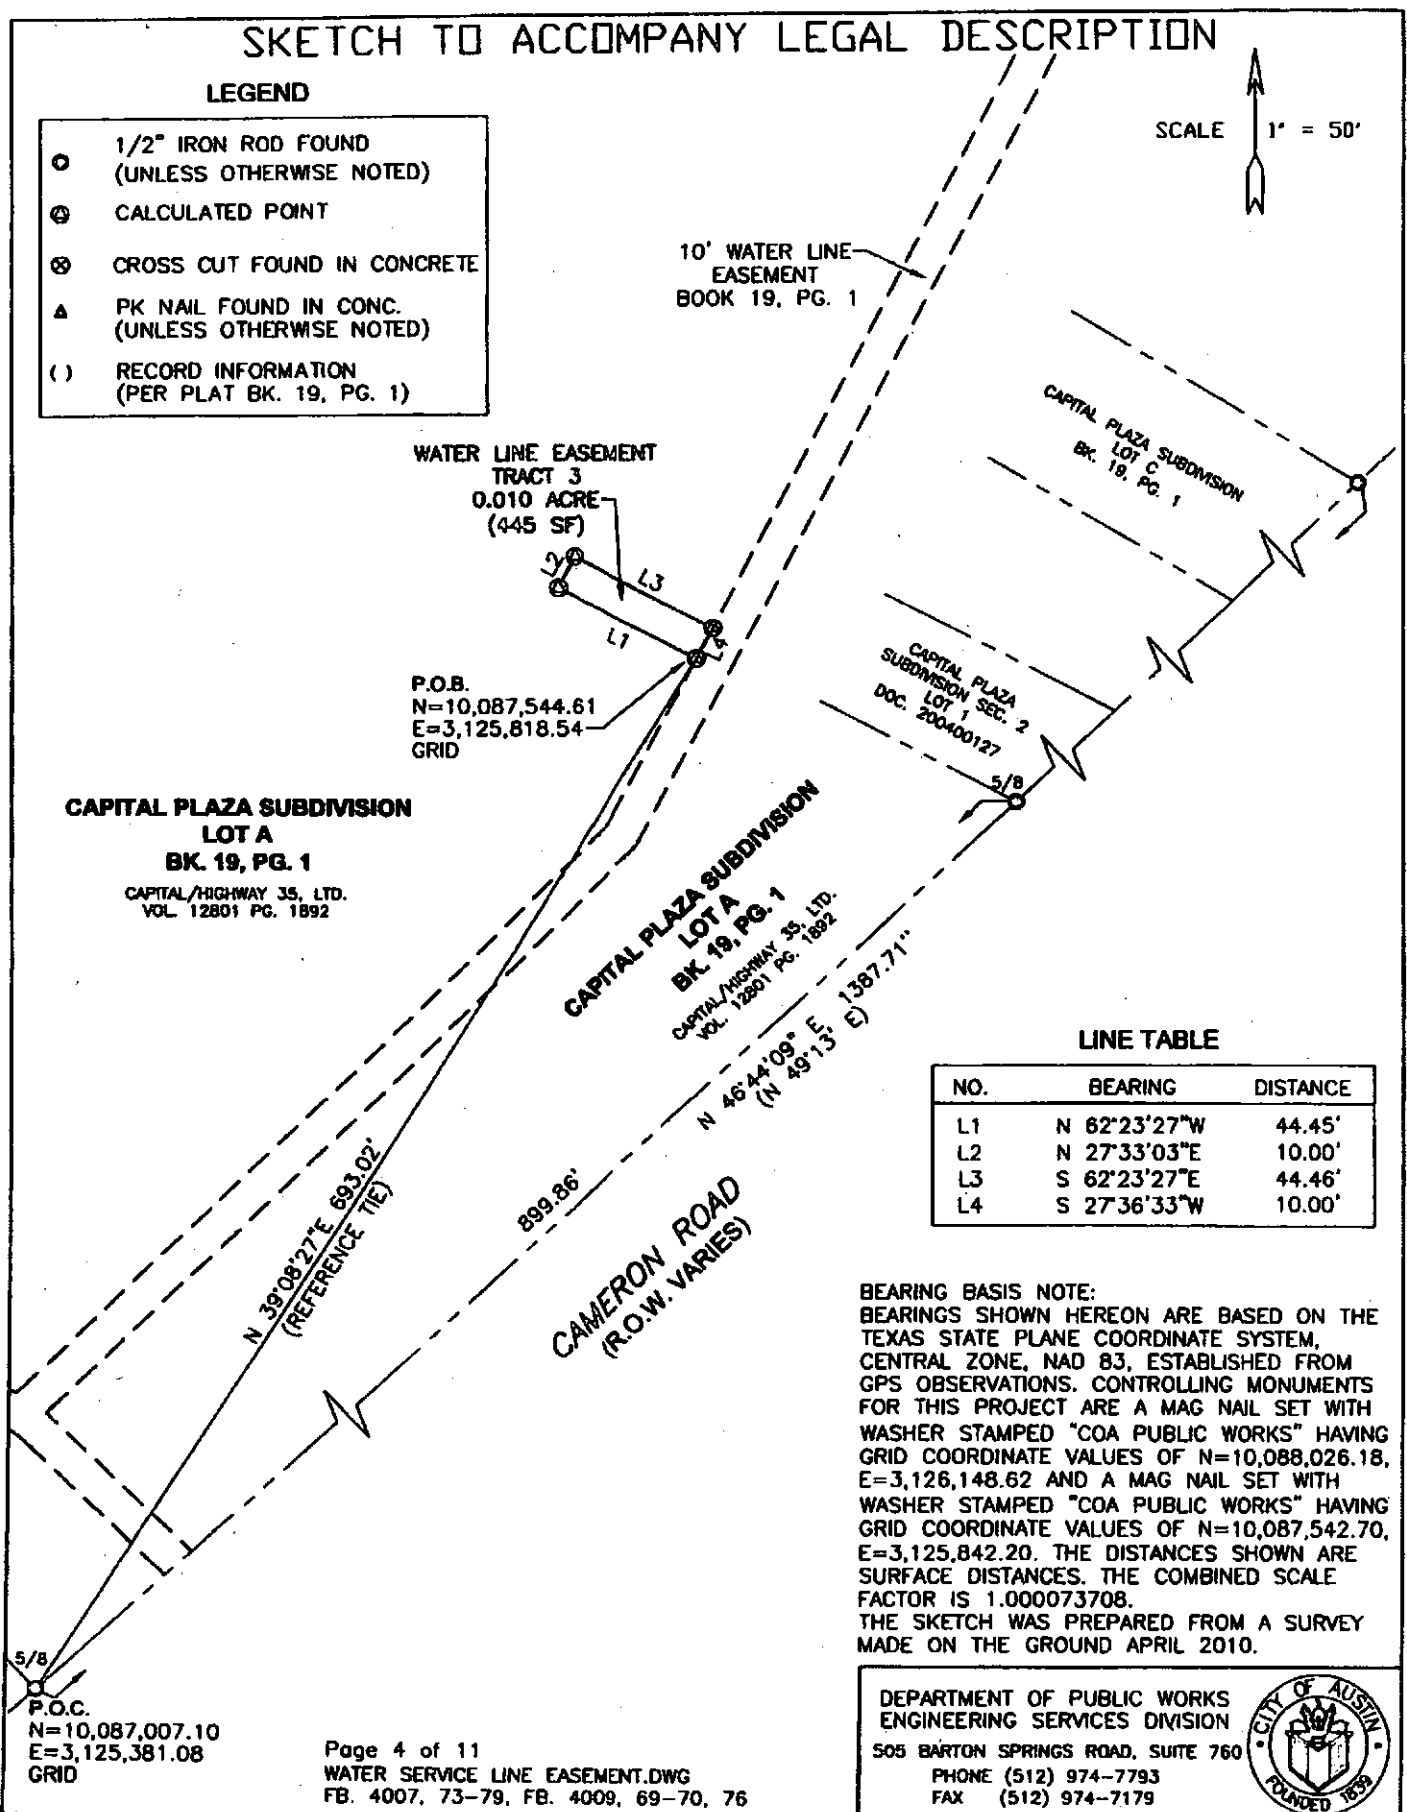 SKETCH TO ACCOMPANY LEGAL DESCRIPTION
LEGEND
1/2" IRON ROD FOUND
(UNLESS OTHERWISE NOTED)
CALCULATED POINT
CROSS CUT FOUND IN CONCRETE
PK NAIL FOUND IN CONC.
(UNLESS OTHERWISE NOTED)
( ) RECORD INFORMATION
(PER PLAT BK. 19, PG. 1)
SCALE 1" = 50'
10' WATER LINE
EASEMENT
BOOK 19, PG. 1
CAPITAL PLAZA SUBDIVISION
LOT C
BK. 19, PG. 1
WATER LINE EASEMENT
TRACT 3
0.010 ACRE
(445 SF)
L2
L3
L1
L4
P.O.B.
N=10,087,544.61
E=3,125,818.54
GRID
CAPITAL PLAZA
SUBDIVISION SEC. 2
LOT 1
DOC. 200400127
5/8
CAPITAL PLAZA SUBDIVISION
LOT A
BK. 19, PG. 1
CAPITAL/HIGHWAY 35, LTD.
VOL. 12801 PG. 1892
CAPITAL PLAZA SUBDIVISION
LOT A
BK. 19, PG. 1
CAPITAL/HIGHWAY 35, LTD.
VOL. 12801 PG. 1892
N 46°44'09" E 1387.71"
(N 49°13' E)
899.86'
N 39°08'27"E 693.02'
(REFERENCE TIE)
CAMERON ROAD
(R.O.W. VARIES)
LINE TABLE
NO. BEARING DISTANCE
L1 N 62°23'27"W 44.45'
L2 N 27°33'03"E 10.00'
L3 S 62°23'27"E 44.46'
L4 S 27°36'33"W 10.00'
BEARING BASIS NOTE:
BEARINGS SHOWN HEREON ARE BASED ON THE
TEXAS STATE PLANE COORDINATE SYSTEM,
CENTRAL ZONE, NAD 83, ESTABLISHED FROM
GPS OBSERVATIONS. CONTROLLING MONUMENTS
FOR THIS PROJECT ARE A MAG NAIL SET WITH
WASHER STAMPED "COA PUBLIC WORKS" HAVING
GRID COORDINATE VALUES OF N=10,088,026.18,
E=3,126,148.62 AND A MAG NAIL SET WITH
WASHER STAMPED "COA PUBLIC WORKS" HAVING
GRID COORDINATE VALUES OF N=10,087,542.70,
E=3,125,842.20. THE DISTANCES SHOWN ARE
SURFACE DISTANCES. THE COMBINED SCALE
FACTOR IS 1.000073708.
THE SKETCH WAS PREPARED FROM A SURVEY
MADE ON THE GROUND APRIL 2010.
5/8
P.O.C.
N=10,087,007.10
E=3,125,381.08
GRID
Page 4 of 11
WATER SERVICE LINE EASEMENT.DWG
FB. 4007, 73-79, FB. 4009, 69-70, 76
DEPARTMENT OF PUBLIC WORKS
ENGINEERING SERVICES DIVISION
505 BARTON SPRINGS ROAD, SUITE 760
PHONE (512) 974-7793
FAX (512) 974-7179
CITY OF AUSTIN
FOUNDED 1839